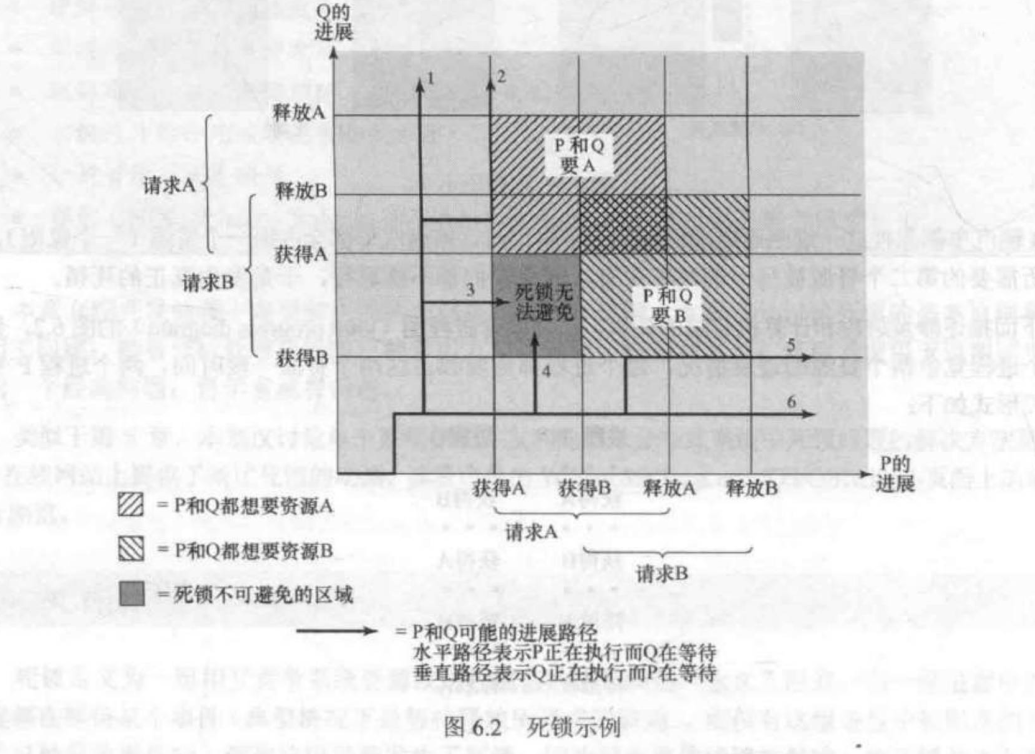 Q的
进展
1
2
释放A
P和Q
要A
请求A
释放B
获得A
请求B
3
死锁无
法避免
P和Q
要B
获得B
4
5
6
P的
进展
获得A
获得B
释放A
释放B
请求A
请求B
= P和Q都想要资源A
= P和Q都想要资源B
=死锁不可避免的区域
= P和Q可能的进展路径
水平路径表示P正在执行而Q在等待
垂直路径表示Q正在执行而P在等待
图6.2 死锁示例